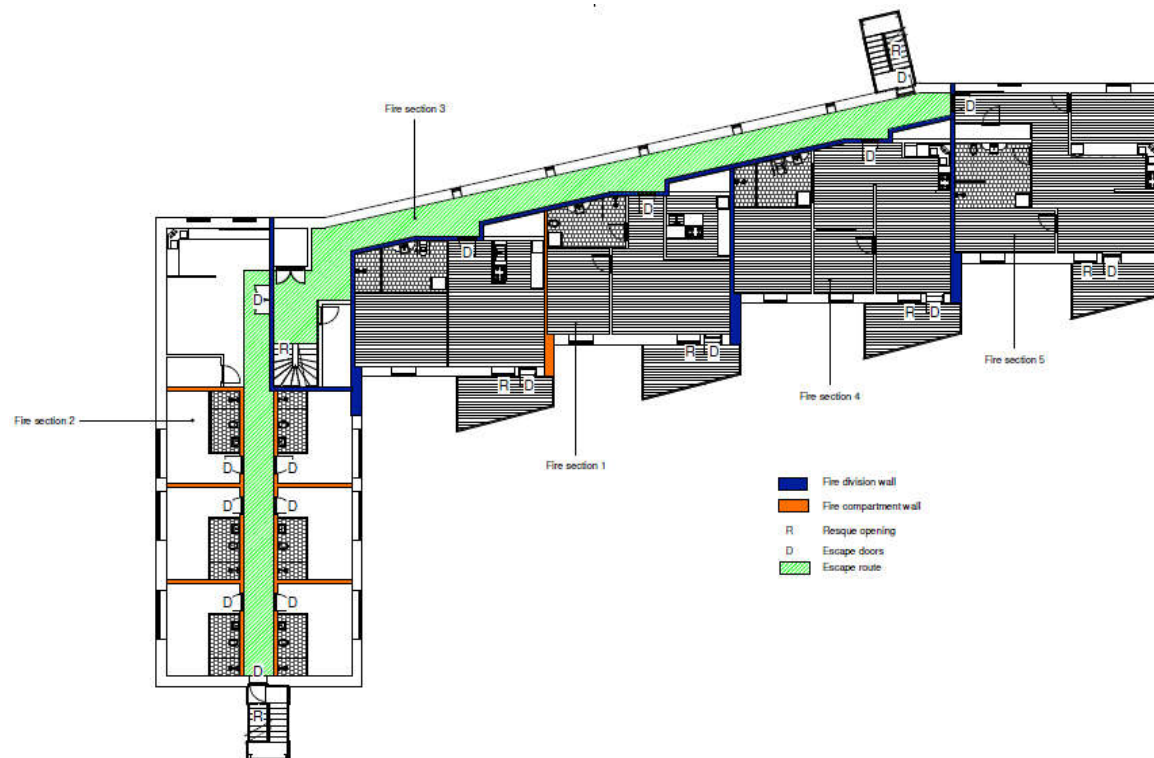 R
D
Fire section 3
D
D
D
D
D
D
R
R
D
R
D
Fire section 5
R
D
R
D
Fire section 4
Fire section 2
Fire section 1
D
D
D
D
D
D
D
R
Fire division wall
Fire compartment wall
R Resque opening
D Escape doors
Escape route